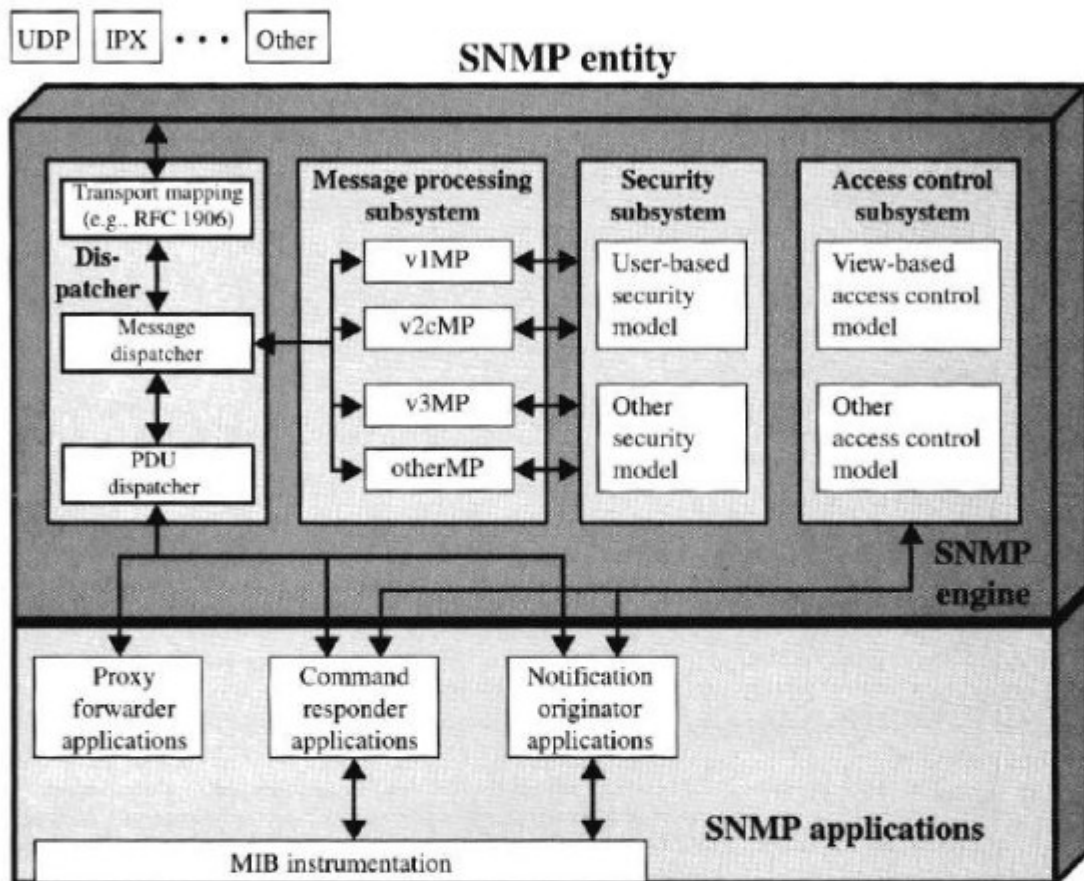 UDP IPX • • • Other
SNMP entity
Transport mapping
(e.g., RFC 1906)
Dis-
patcher
Message
dispatcher
PDU
dispatcher
Message processing
subsystem
v1MP
v2cMP
v3MP
otherMP
Security
subsystem
User-based
security
model
Other
security
model
Access control
subsystem
View-based
access control
model
Other
access control
model
SNMP
engine
Proxy
forwarder
applications
Command
responder
applications
Notification
originator
applications
SNMP applications
MIB instrumentation